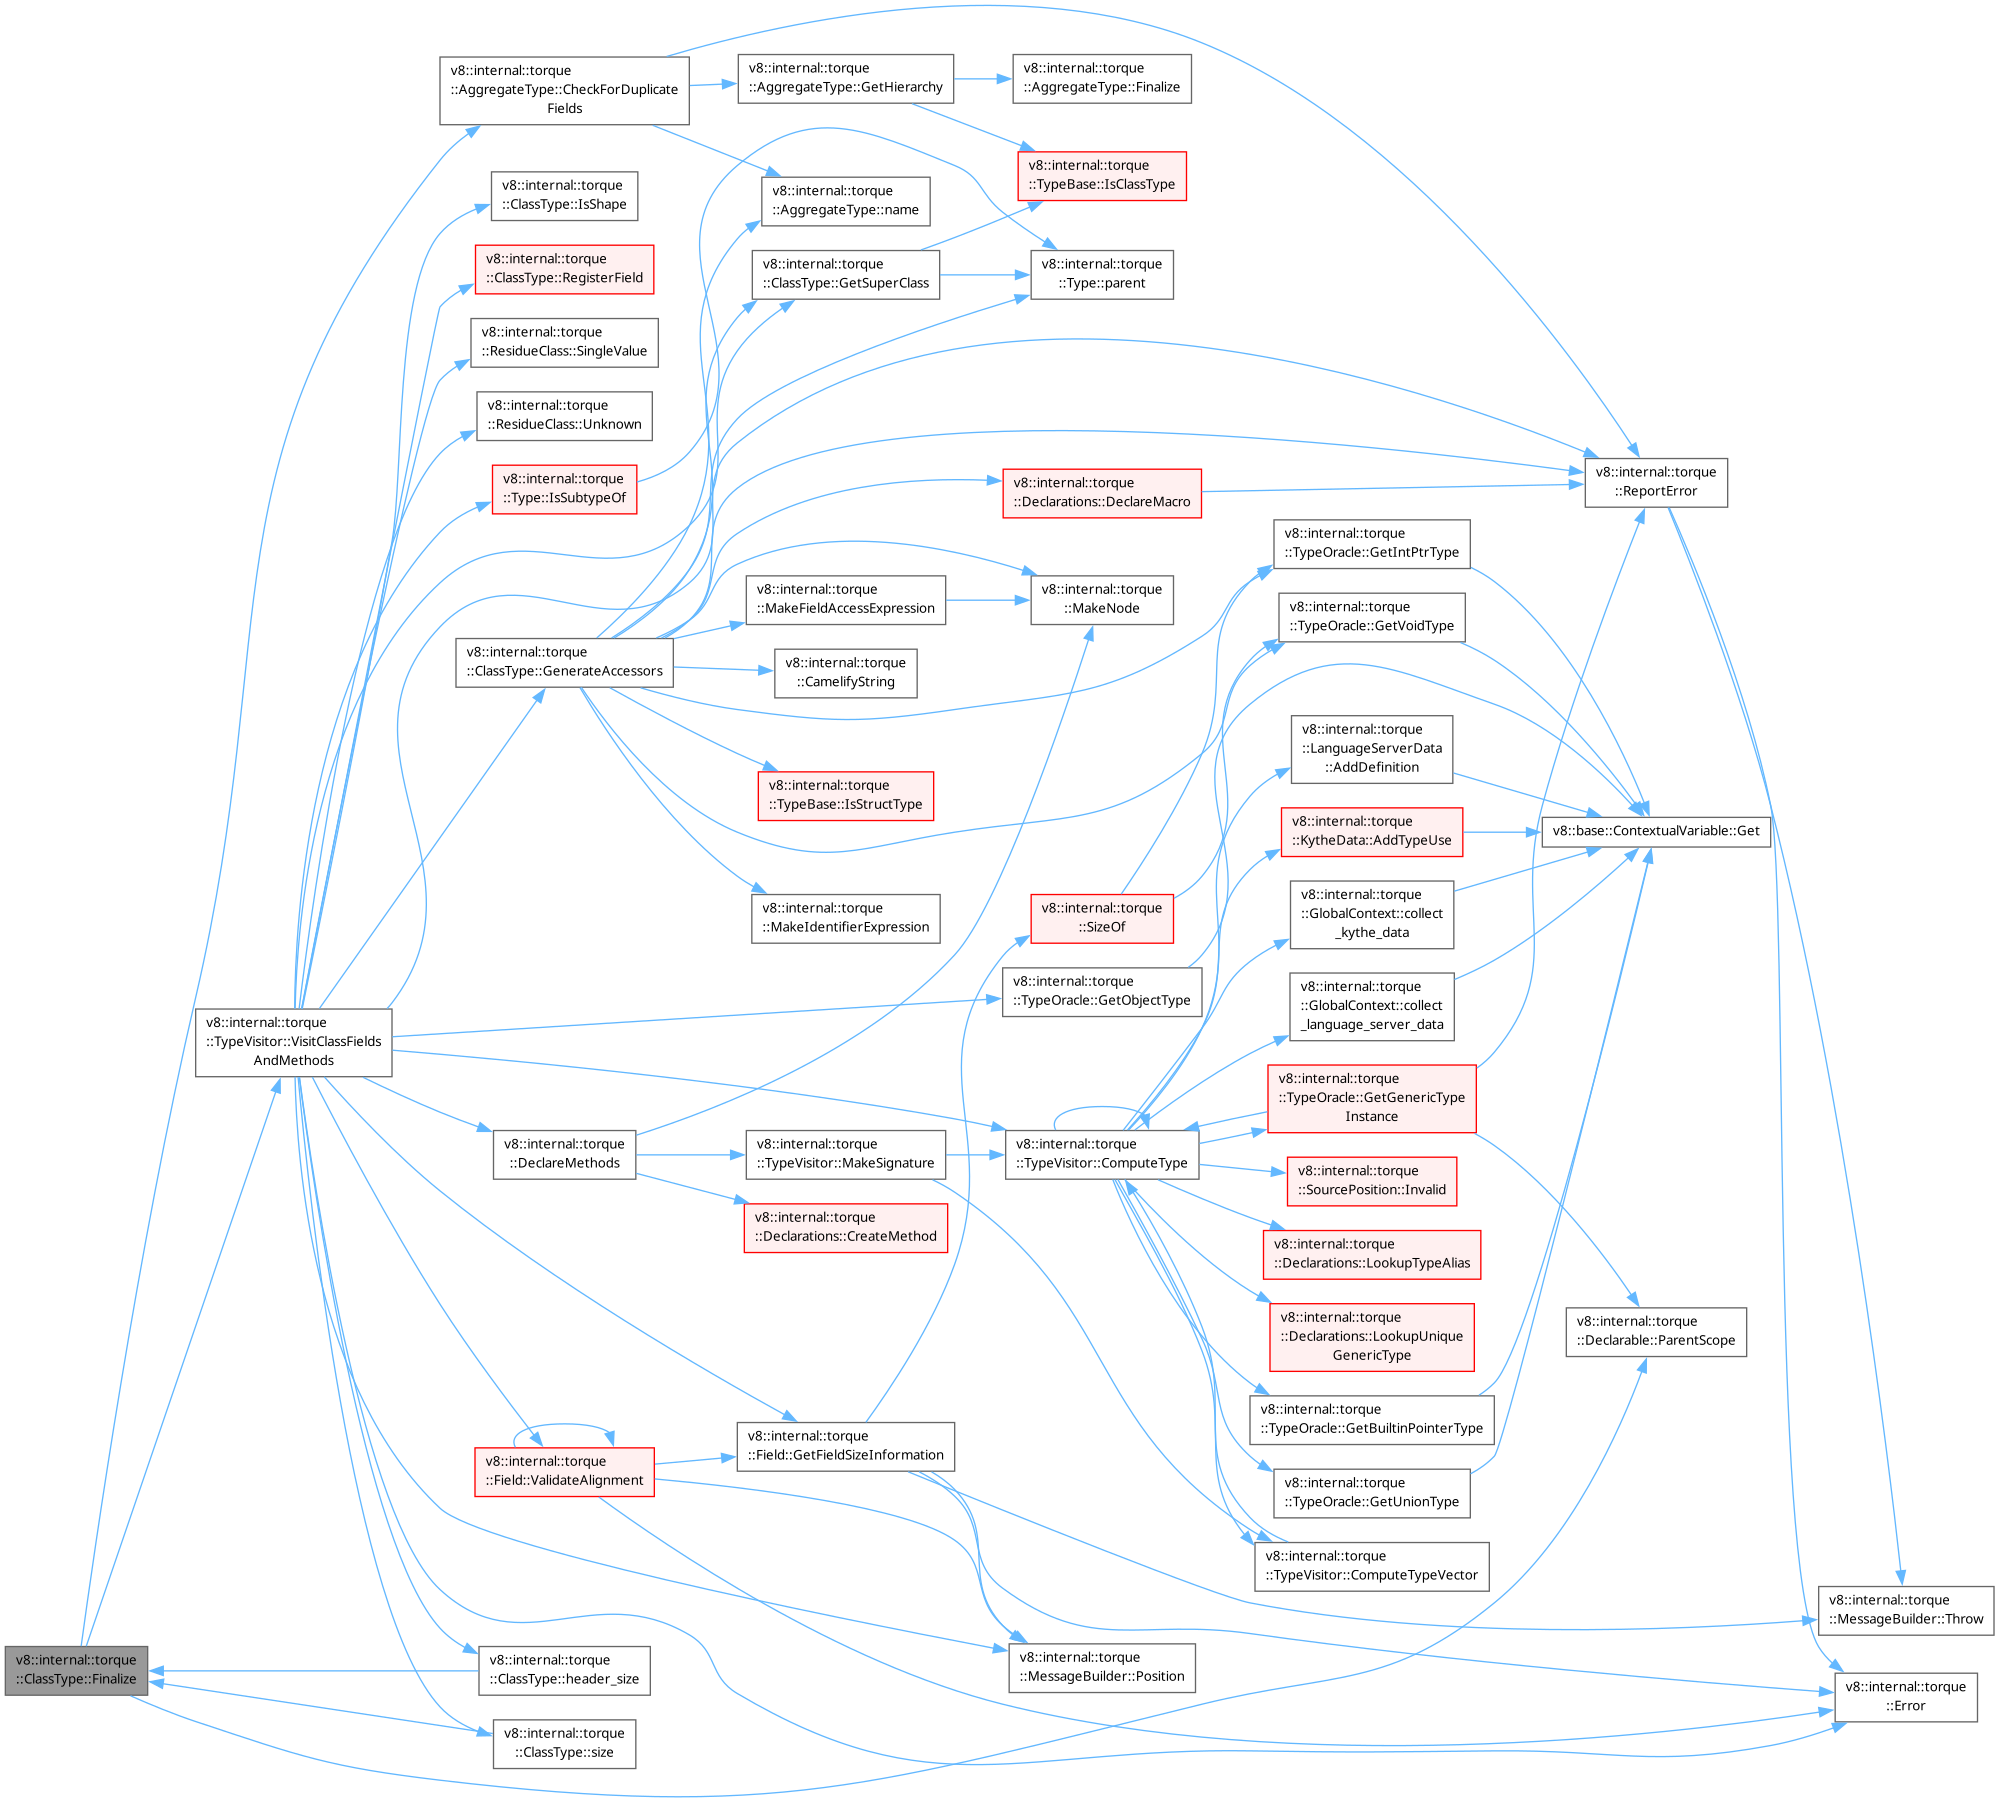 v8::internal::torque
::AggregateType::CheckForDuplicate
Fields
v8::internal::torque
::AggregateType::GetHierarchy
v8::internal::torque
::AggregateType::Finalize
v8::internal::torque
::TypeBase::IsClassType
v8::internal::torque
::ClassType::IsShape
v8::internal::torque
::AggregateType::name
v8::internal::torque
::ClassType::RegisterField
v8::internal::torque
::ClassType::GetSuperClass
v8::internal::torque
::Type::parent
v8::internal::torque
::ResidueClass::SingleValue
v8::internal::torque
::ResidueClass::Unknown
v8::internal::torque
::Type::IsSubtypeOf
v8::internal::torque
::Declarations::DeclareMacro
v8::internal::torque
::ReportError
v8::internal::torque
::TypeOracle::GetIntPtrType
v8::internal::torque
::MakeFieldAccessExpression
v8::internal::torque
::MakeNode
v8::internal::torque
::TypeOracle::GetVoidType
v8::internal::torque
::ClassType::GenerateAccessors
v8::internal::torque
::CamelifyString
v8::internal::torque
::LanguageServerData
::AddDefinition
v8::internal::torque
::TypeBase::IsStructType
v8::internal::torque
::KytheData::AddTypeUse
v8::base::ContextualVariable::Get
v8::internal::torque
::MakeIdentifierExpression
v8::internal::torque
::SizeOf
v8::internal::torque
::GlobalContext::collect
_kythe_data
v8::internal::torque
::TypeOracle::GetObjectType
v8::internal::torque
::GlobalContext::collect
_language_server_data
v8::internal::torque
::TypeVisitor::VisitClassFields
AndMethods
v8::internal::torque
::TypeOracle::GetGenericType
Instance
v8::internal::torque
::DeclareMethods
v8::internal::torque
::TypeVisitor::MakeSignature
v8::internal::torque
::TypeVisitor::ComputeType
v8::internal::torque
::SourcePosition::Invalid
v8::internal::torque
::Declarations::CreateMethod
v8::internal::torque
::Declarations::LookupTypeAlias
v8::internal::torque
::Declarations::LookupUnique
GenericType
v8::internal::torque
::Declarable::ParentScope
v8::internal::torque
::TypeOracle::GetBuiltinPointerType
v8::internal::torque
::Field::GetFieldSizeInformation
v8::internal::torque
::Field::ValidateAlignment
v8::internal::torque
::TypeOracle::GetUnionType
v8::internal::torque
::TypeVisitor::ComputeTypeVector
v8::internal::torque
::MessageBuilder::Throw
v8::internal::torque
::ClassType::Finalize
v8::internal::torque
::ClassType::header_size
v8::internal::torque
::MessageBuilder::Position
v8::internal::torque
::Error
v8::internal::torque
::ClassType::size